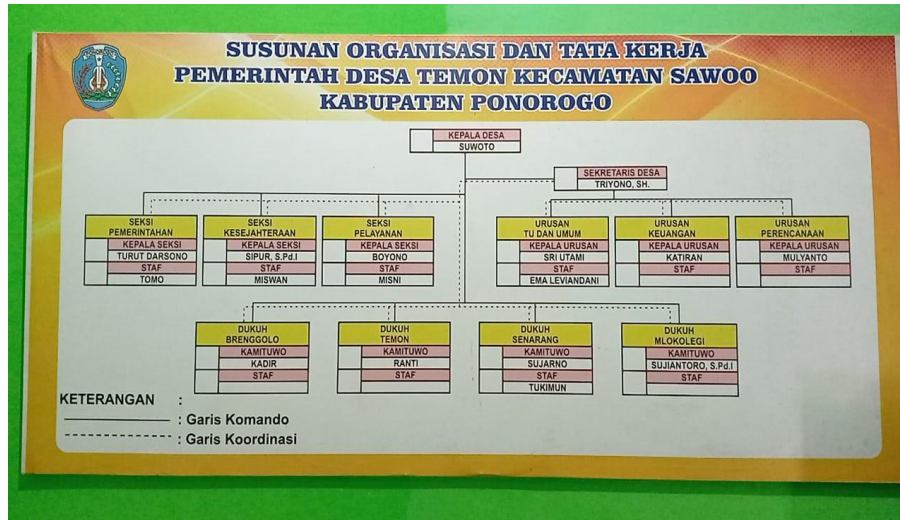 SUSUNAN ORGANISASI DAN TATA KERJA
PEMERINTAH DESA TEMON KECAMATAN SAWOO
KABUPATEN PONOROGO
KEPALA DESA
SUWOTO
SEKRETARIS DESA
TRIYONO, SH.
SEKSI
PEMERINTAHAN
KEPALA SEKSI
TURUT DARSONO
STAF
TOMO
SEKSI
KESEJAHTERAAN
KEPALA SEKSI
SIPUR, S.Pd.I
STAF
MISWAN
SEKSI
PELAYANAN
KEPALA SEKSI
BOYONO
STAF
MISNI
URUSAN
TU DAN UMUM
KEPALA URUSAN
SRI UTAMI
STAF
EMA LEVIANDANI
URUSAN
KEUANGAN
KEPALA URUSAN
KATIRAN
STAF
URUSAN
PERENGANAAN
KEPALA URUSAN
MULYANTO
STAF
DUKUH
BRENGGOLO
KAMITUWO
KADIR
STAF
DUKUH
TEMON
KAMITUWO
RANTI
STAF
DUKUH
SENARANG
KAMITUWO
SUJARNO
STAF
TUKIMUN
DUKUH
MLOKOLEGI
KAMITUWO
SUJIANTORO, S.Pd.I
STAF
KETERANGAN :
: Garis Komando
: Garis Koordinasi